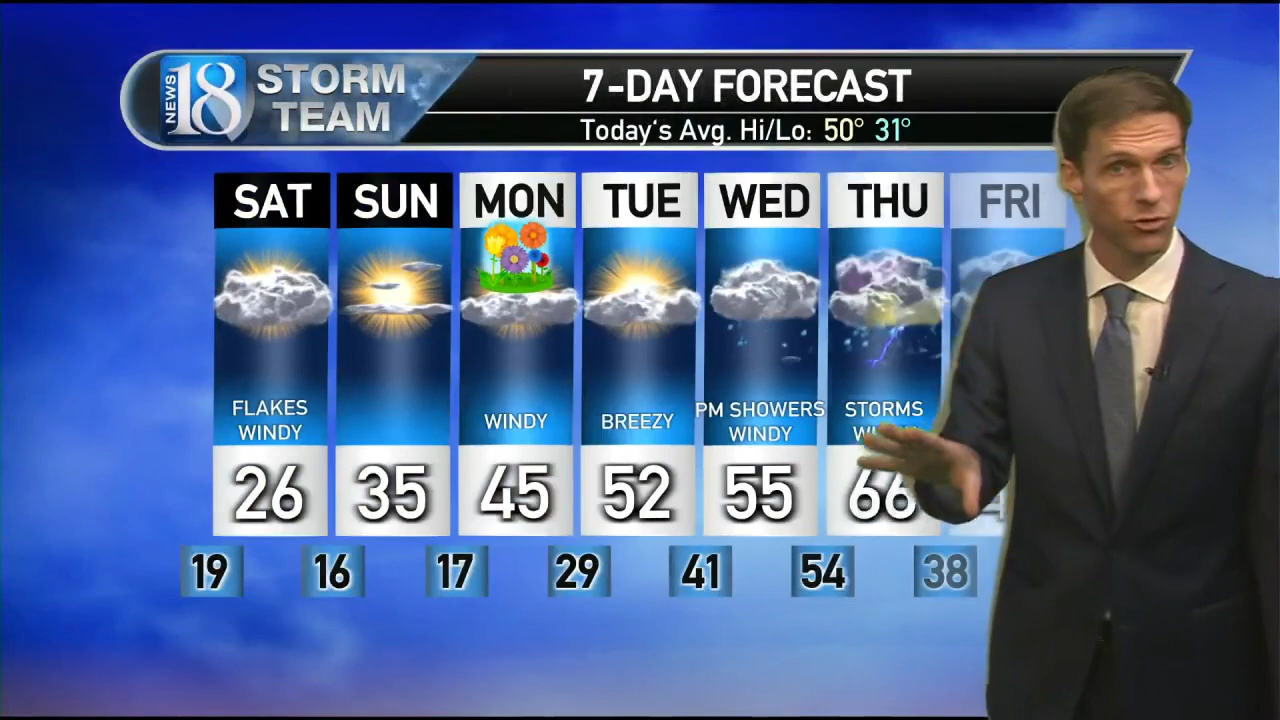 NEWS 18
STORM
TEAM
7-DAY FORECAST
Today's Avg. Hi/Lo: 50° 31°
SAT SUN MON TUE WED THU FRI
FLAKES
WINDY
WINDY
BREEZY
PM SHOWERS
WINDY
STORMS
26 35 45 52 55 66
19 16 17 29 41 54 38